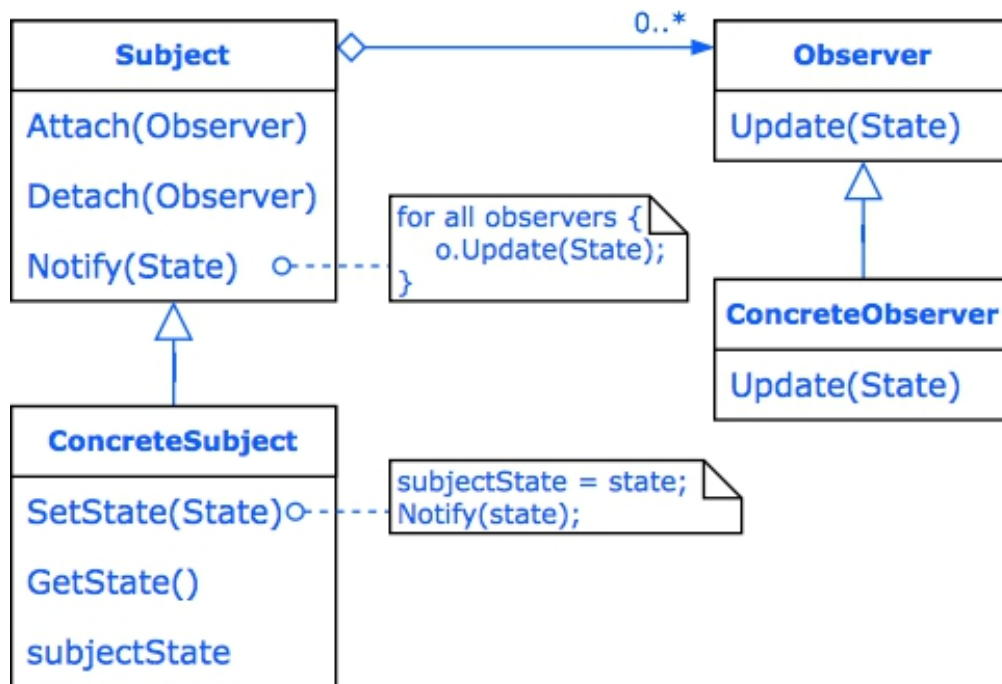 Subject
Attach(Observer)
Detach(Observer)
Notify(State)
0..*
Observer
Update(State)
for all observers {
o.Update(State);
}
ConcreteObserver
Update(State)
ConcreteSubject
SetState(State)
GetState()
subjectState
subjectState = state;
Notify(state);